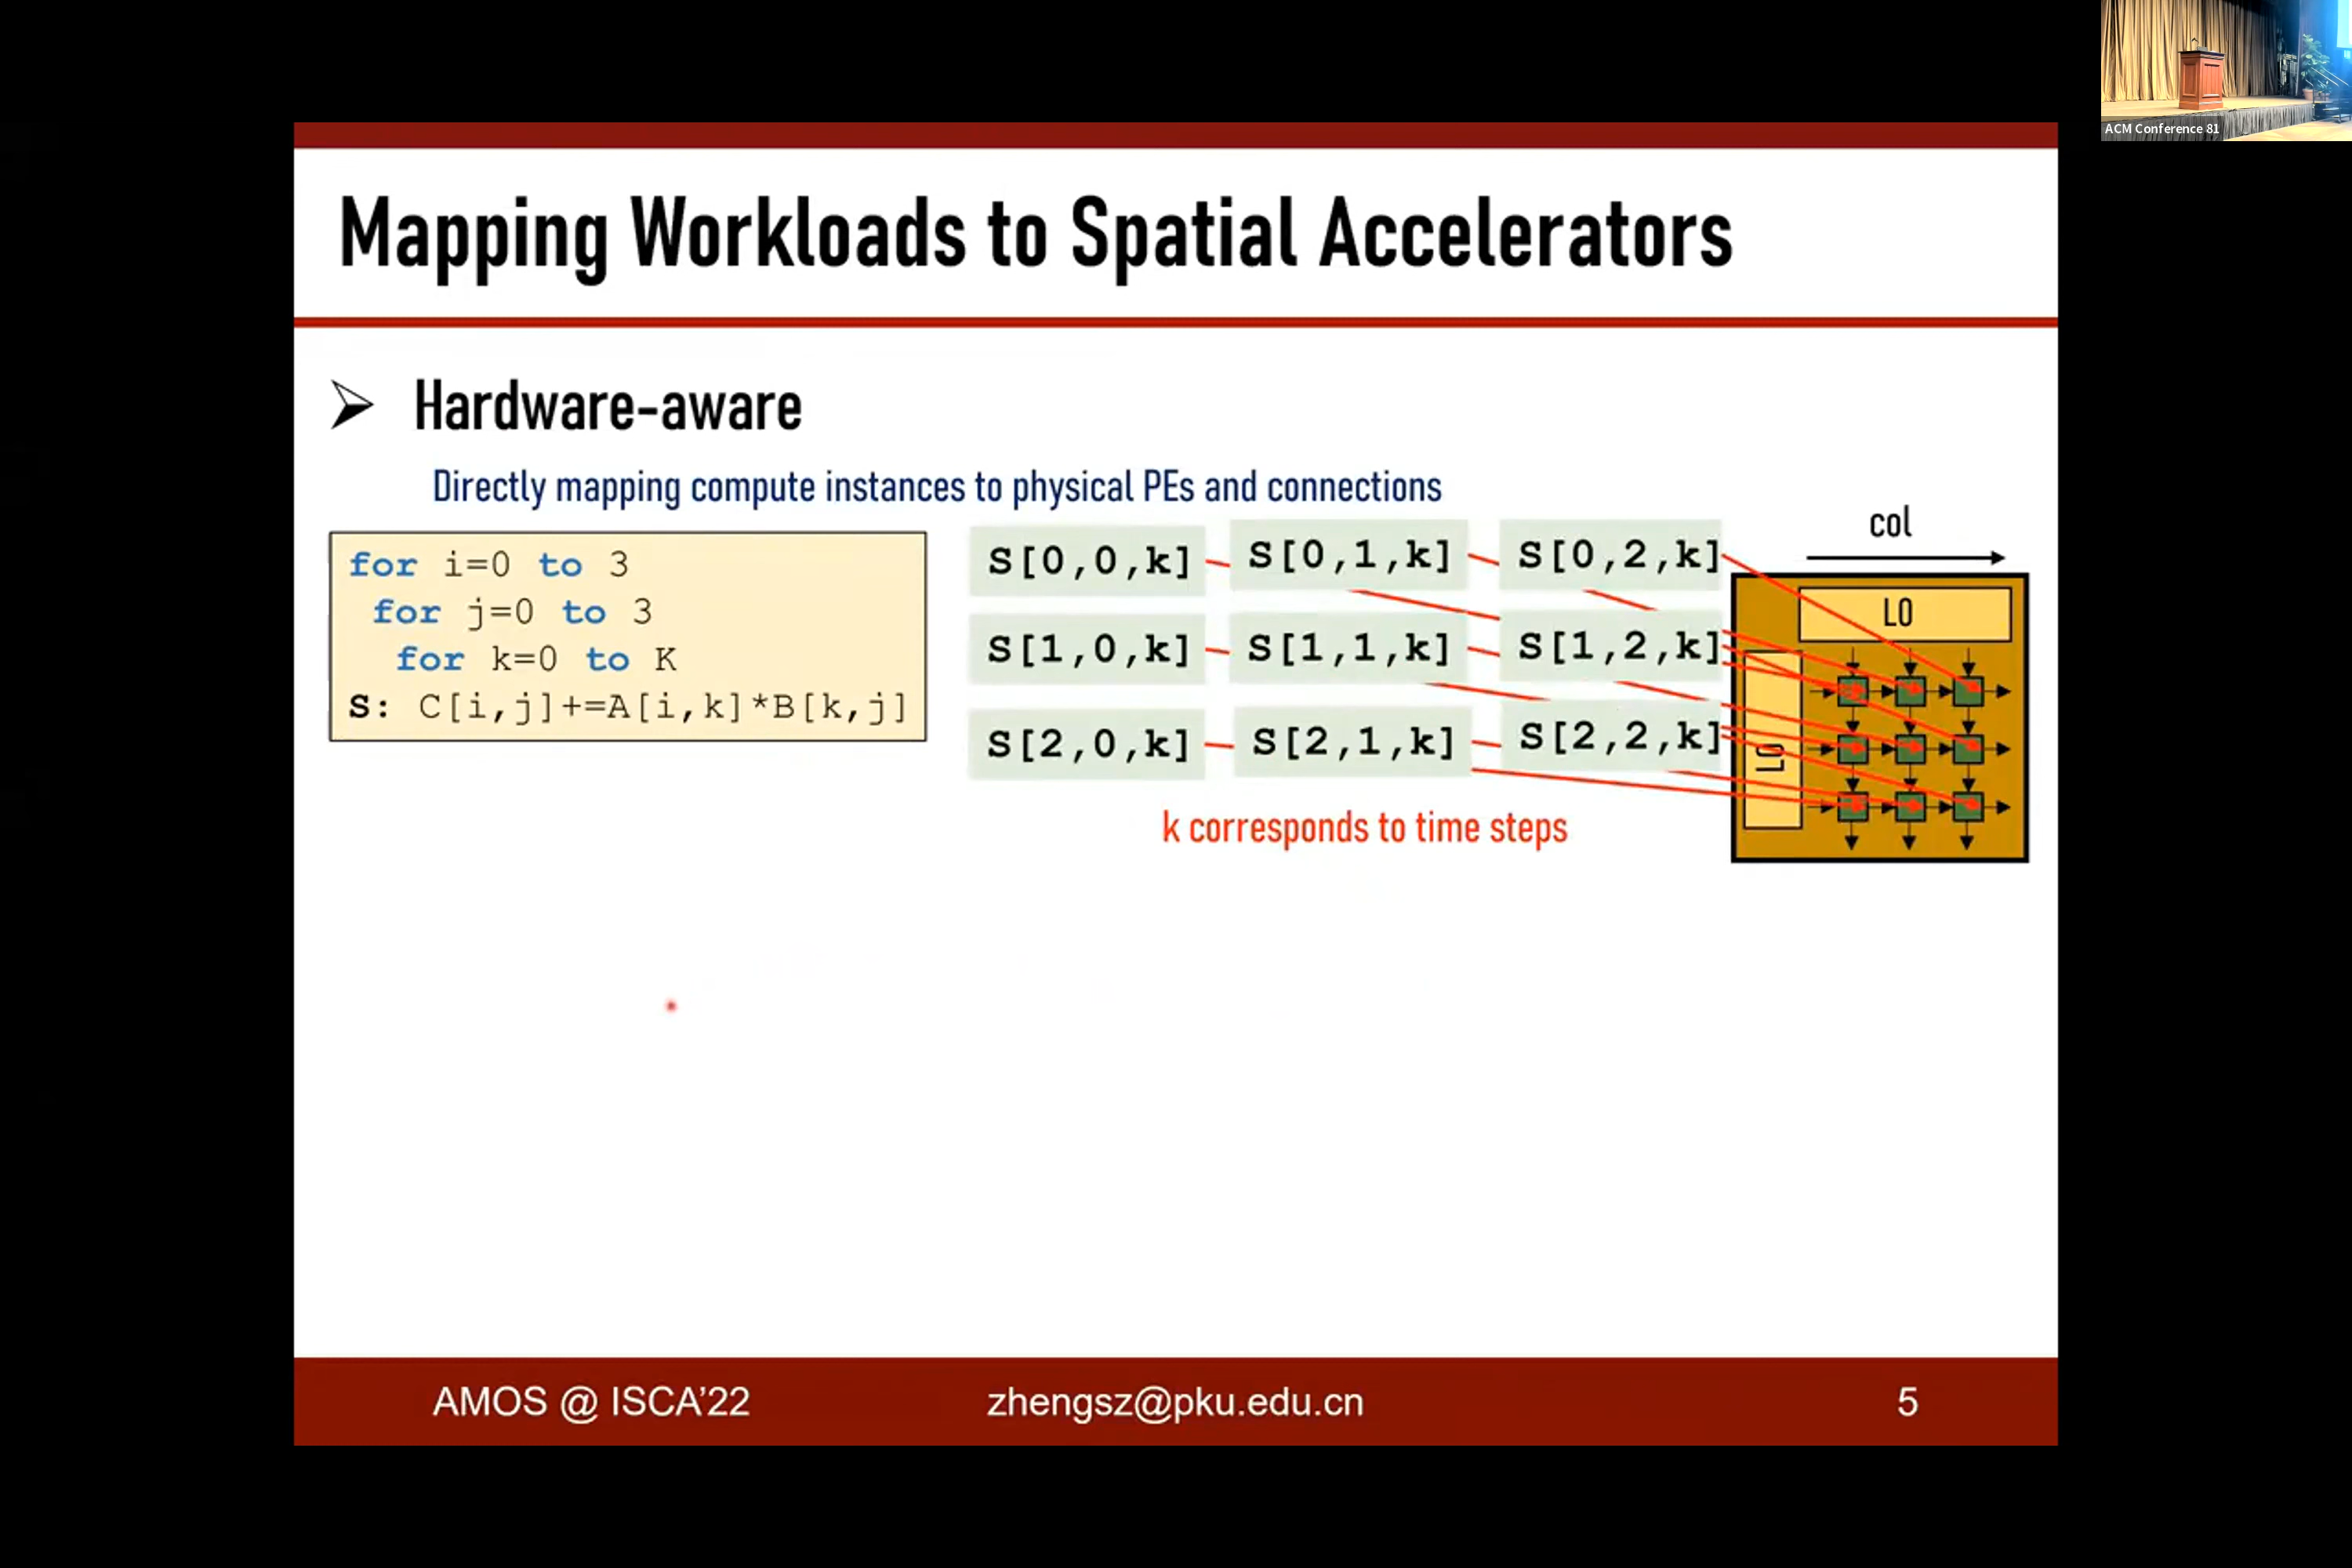 ACM Conference 81
Mapping Workloads to Spatial Accelerators
Hardware-aware
Directly mapping compute instances to physical PEs and connections
for i=0 to 3
for j=0 to 3
for k=0 to K
S: C[i,j]+=A[i,k]*B[k,j]
S[0,0,k] S[0,1,k] S[0,2,k]
S[1,0,k] S[1,1,k] S[1,2,k]
S[2,0,k] S[2,1,k] S[2,2,k]
k corresponds to time steps
col
L0
L0
AMOS @ ISCA’22 zhengsz@pku.edu.cn 5